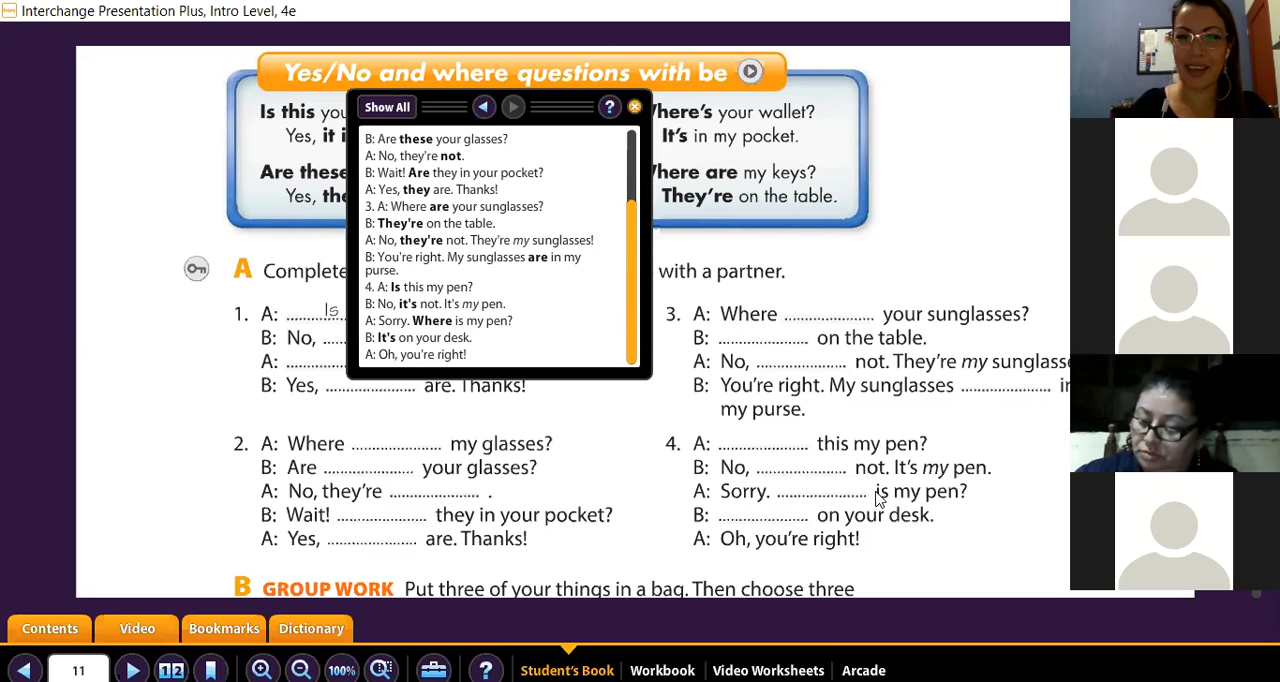 Interchange Presentation Plus, Intro Level, 4e
Yes/No and where questions with be
Is this you
Yes, it i
Are these
Yes, the
here's your wallet?
It's in my pocket.
here are my keys?
They're on the table.
Show All
?
B: Are these your glasses?
A: No, they're not.
B: Wait! Are they in your pocket?
A: Yes, they are. Thanks!
3. A: Where are your sunglasses?
B: They're on the table.
A: No, they're not. They're my sunglasses!
B: You're right. My sunglasses are in my
purse.
4. A: Is this my pen?
B: No, it's not. It's my pen.
A: Sorry. Where is my pen?
B: It's on your desk.
A: Oh, you're right!
A Complete
with a partner.
1. A: ........Is....
B: No, .....
A: ...............
B: Yes, ...................... are. Thanks!
2. A: Where ...................... my glasses?
B: Are ...................... your glasses?
A: No, they're ...................... .
B: Wait! ...................... they in your pocket?
A: Yes, ...................... are. Thanks!
3. A: Where ...................... your sunglasses?
B: ...................... on the table.
A: No, ...................... not. They're my sunglasse
B: You're right. My sunglasses ...................... i
my purse.
4. A: ...................... this my pen?
B: No, ...................... not. It's my pen.
A: Sorry. ...................... is my pen?
B: ...................... on your desk.
A: Oh, you're right!
B GROUP WORK Put three of your things in a bag. Then choose three
Contents
Video
Bookmarks
Dictionary
11
12
100%
?
Student's Book
Workbook
Video Worksheets
Arcade